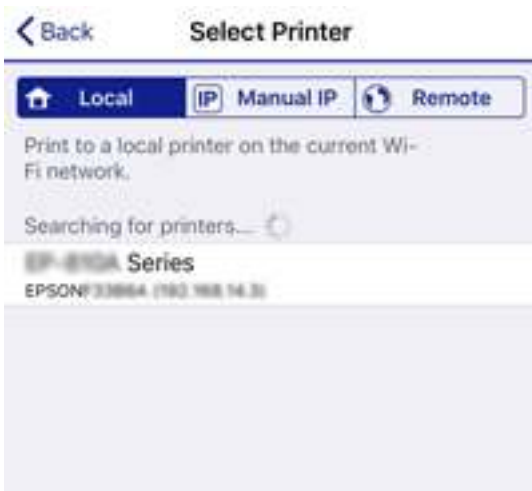 Back Select Printer
Local IP Manual IP Remote
Print to a local printer on the current Wi-
Fi network.
Searching for printers...
Series
EPSON